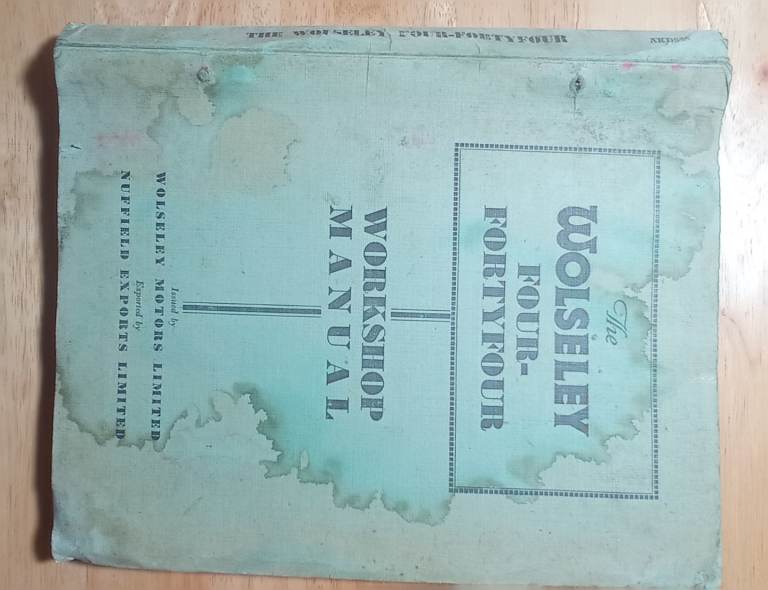 THE WOLSELEY FOUR-FORTYFOUR
The
WOLSELEY
FOUR-
FORTYFOUR
WORKSHOP
MANUAL
Issued by
WOLSELEY MOTORS LIMITED
Exported by
NUFFIELD EXPORTS LIMITED